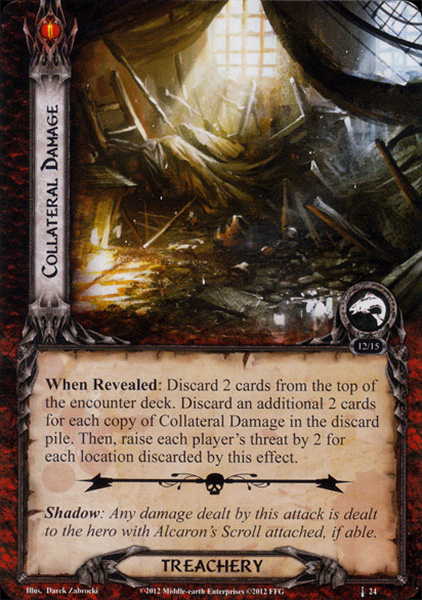 COLLATERAL DAMAGE
12/15
When Revealed: Discard 2 cards from the top of
the encounter deck. Discard an additional 2 cards
for each copy of Collateral Damage in the discard
pile. Then, raise each player's threat by 2 for
each location discarded by this effect.
Shadow: Any damage dealt by this attack is dealt
to the hero with Alcaron's Scroll attached, if able.
TREACHERY
Illus. Darek Zabrocki ©2012 Middle-earth Enterprises ©2012 FFG 24